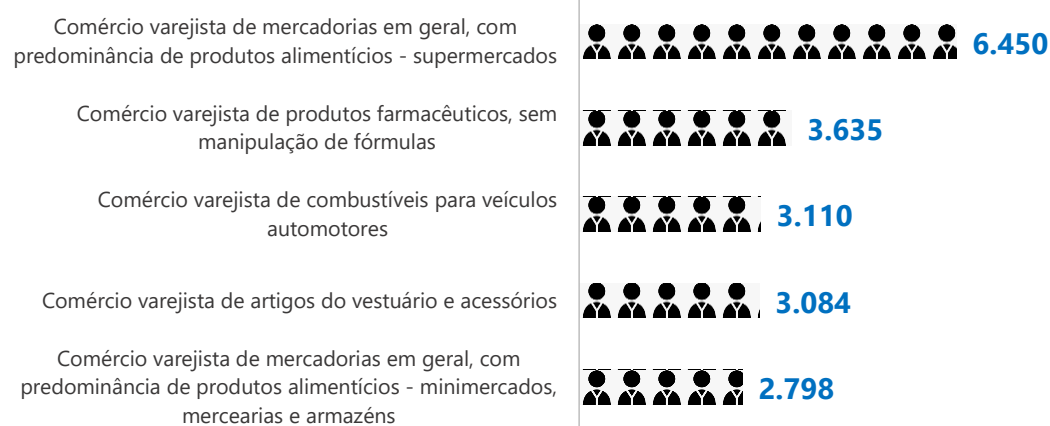 Comércio varejista de mercadorias em geral, com
predominância de produtos alimentícios - supermercados
6.450
Comércio varejista de produtos farmacêuticos, sem
manipulação de fórmulas
3.635
Comércio varejista de combustíveis para veículos
automotores
3.110
Comércio varejista de artigos do vestuário e acessórios
3.084
Comércio varejista de mercadorias em geral, com
predominância de produtos alimentícios - minimercados,
mercearias e armazéns
2.798